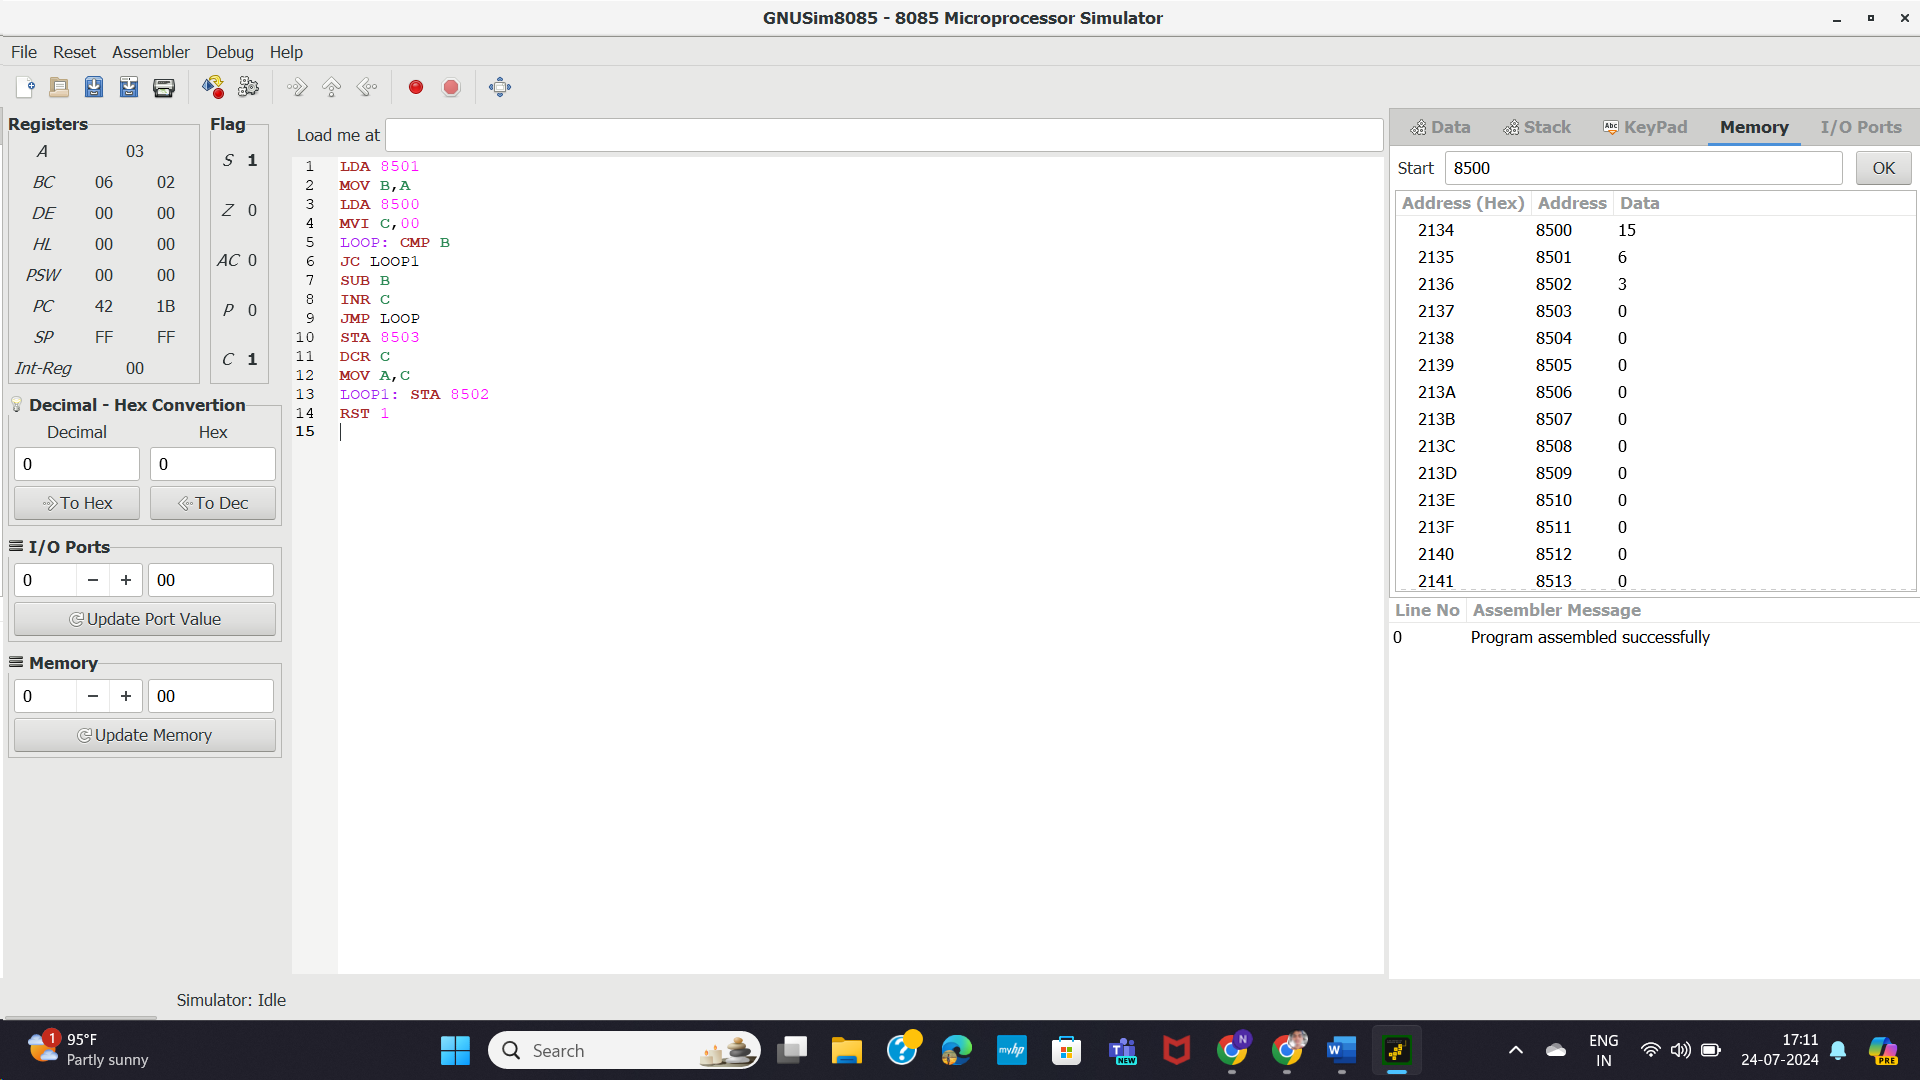 GNUSim8085 - 8085 Microprocessor Simulator
File Reset Assembler Debug Help
Registers
A 03
BC 06 02
DE 00 00
HL 00 00
PSW 00 00
PC 42 1B
SP FF FF
Int-Reg 00
Flag
S 1
Z 0
AC 0
P 0
C 1
Decimal - Hex Convertion
Decimal Hex
0 0
To Hex To Dec
I/O Ports
0 − + 00
Update Port Value
Memory
0 − + 00
Update Memory
Load me at
1 LDA 8501
2 MOV B,A
3 LDA 8500
4 MVI C,00
5 LOOP: CMP B
6 JC LOOP1
7 SUB B
8 INR C
9 JMP LOOP
10 STA 8503
11 DCR C
12 MOV A,C
13 LOOP1: STA 8502
14 RST 1
15
Data Stack Abc KeyPad Memory I/O Ports
Start 8500 OK
Address (Hex) Address Data
2134 8500 15
2135 8501 6
2136 8502 3
2137 8503 0
2138 8504 0
2139 8505 0
213A 8506 0
213B 8507 0
213C 8508 0
213D 8509 0
213E 8510 0
213F 8511 0
2140 8512 0
2141 8513 0
Line No Assembler Message
0 Program assembled successfully
Simulator: Idle
1 95°F
Partly sunny
Search
myhp
NEW
N
W
ENG
IN
17:11
24-07-2024
PRE